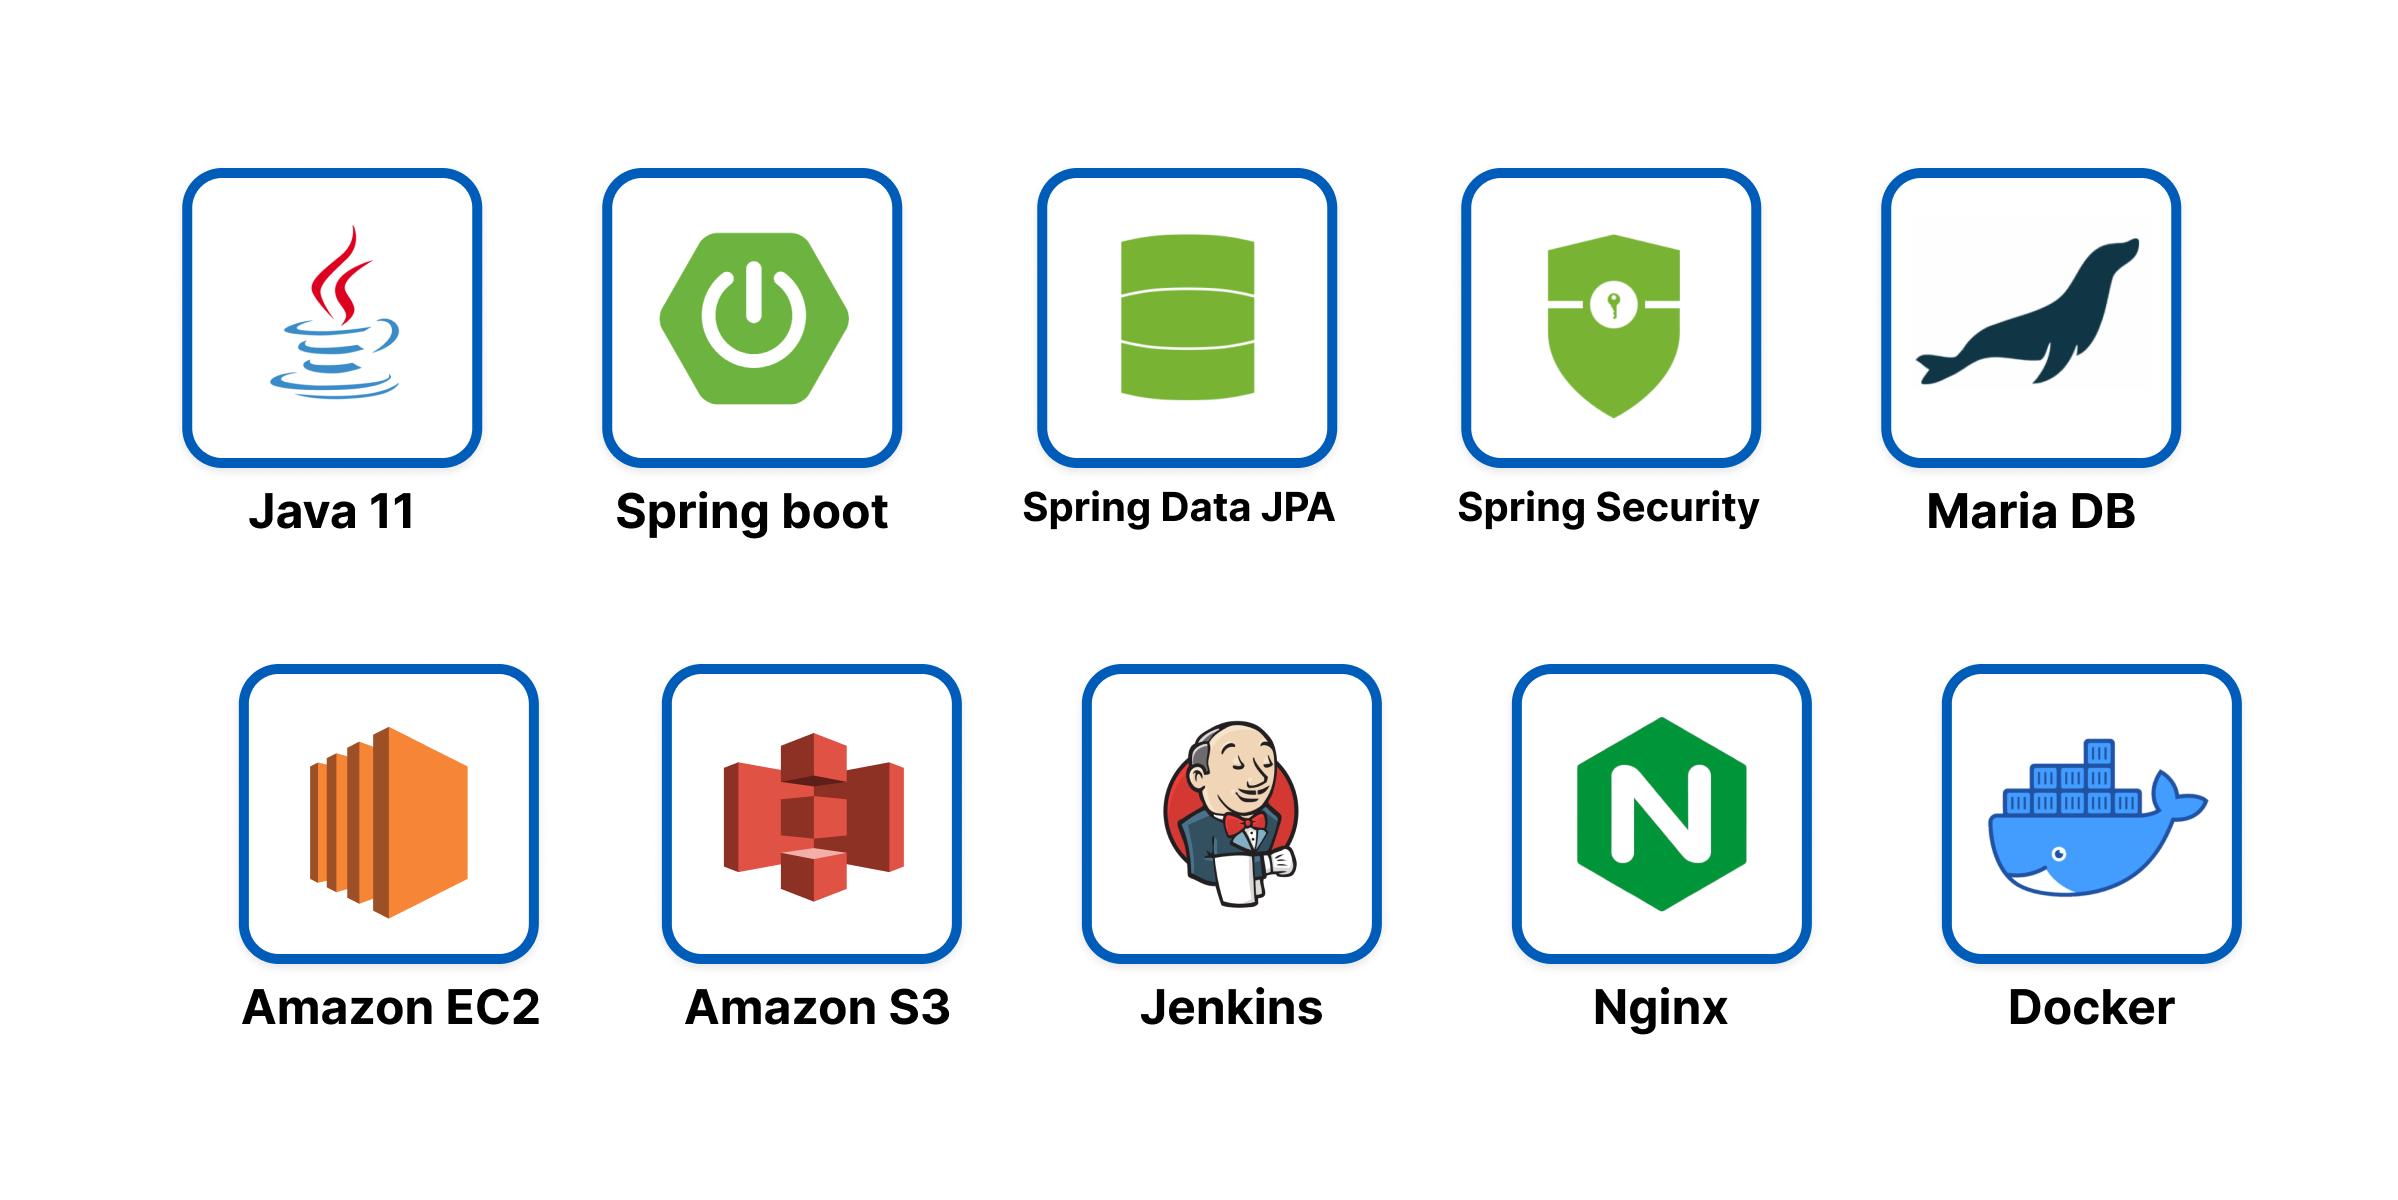 Java 11
Spring boot
Spring Data JPA
Spring Security
Maria DB
Amazon EC2
Amazon S3
Jenkins
Nginx
Docker